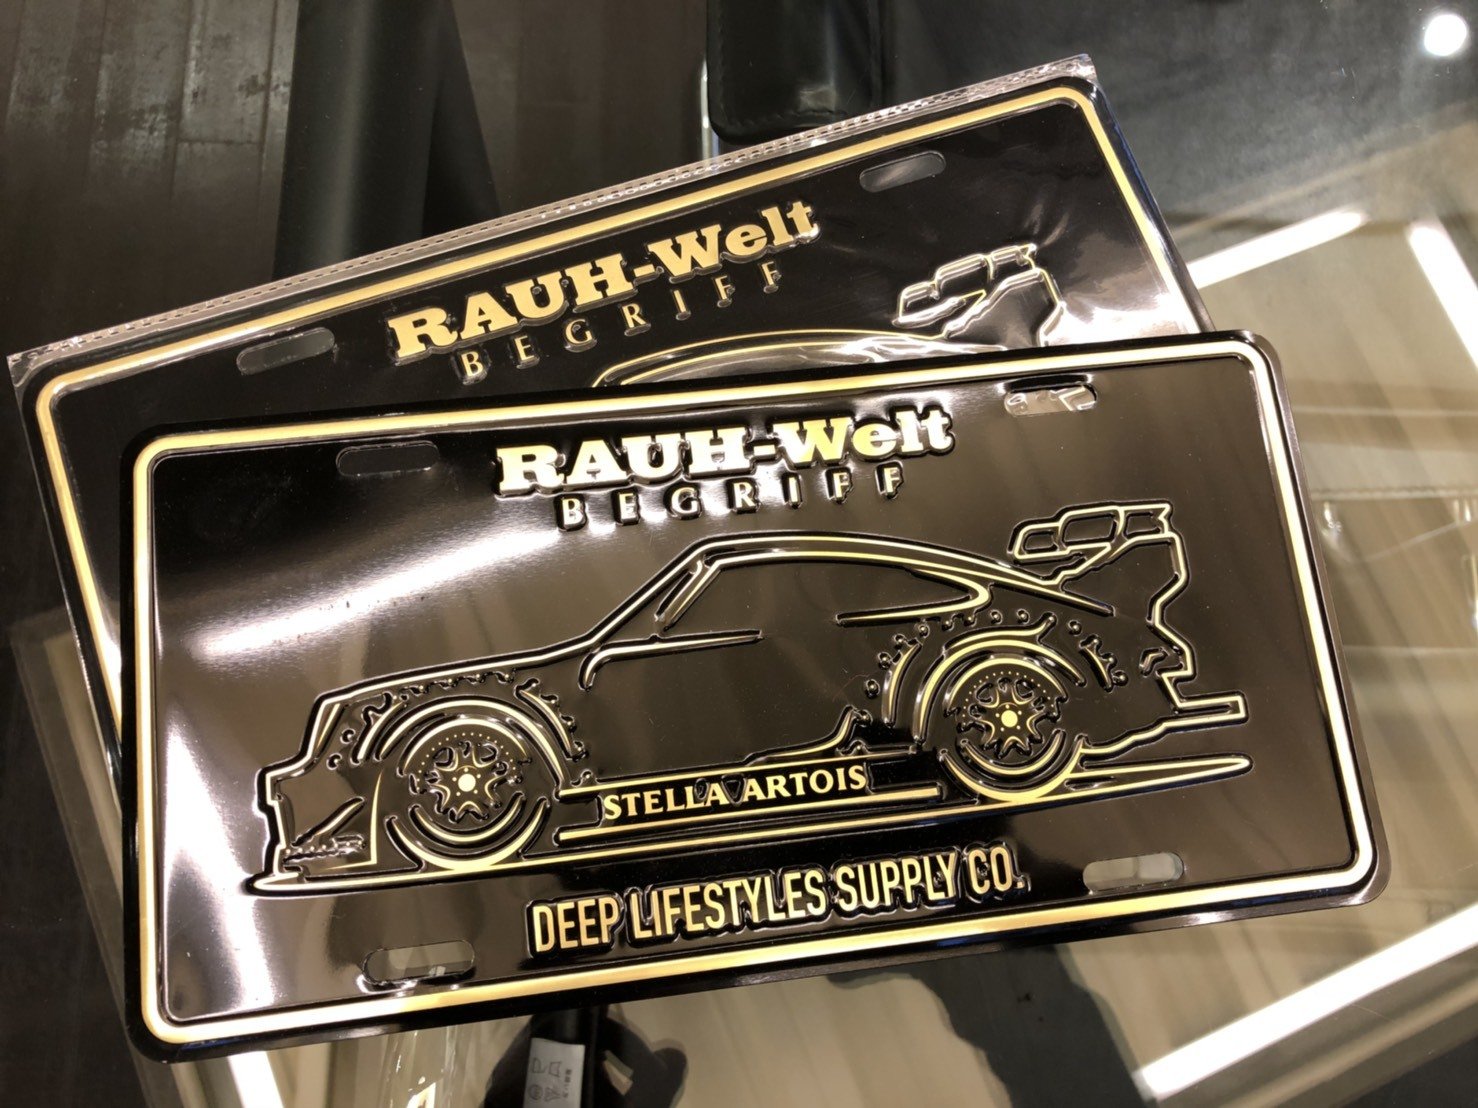 RAUH-Welt
BEGRIFF
RAUH-Welt
BEGRIFF
STELLA ARTOIS
DEEP LIFESTYLES SUPPLY CO.